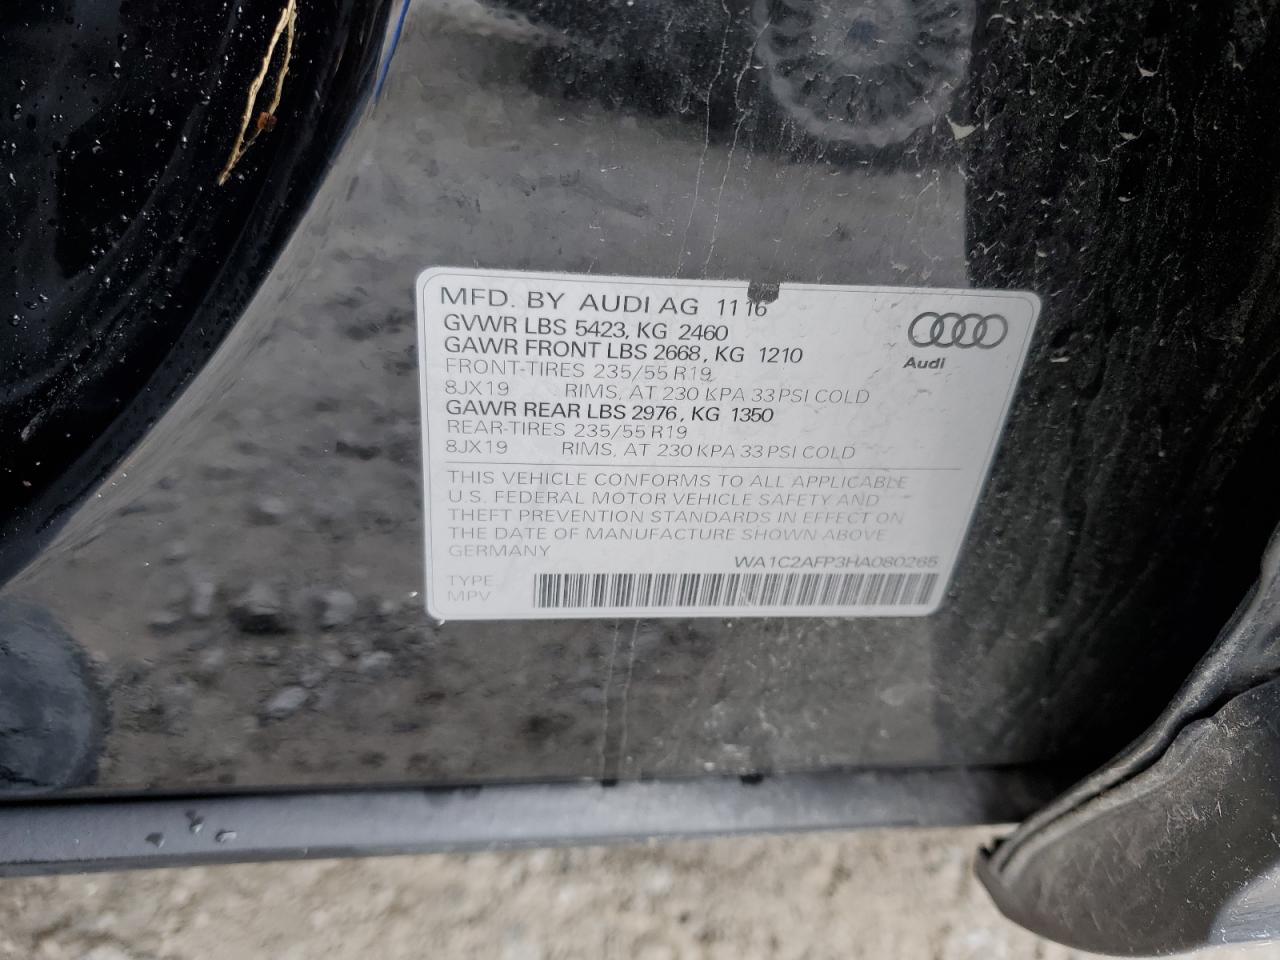 MFD. BY AUDI AG 11 16
GVWR LBS 5423, KG 2460
GAWR FRONT LBS 2668, KG 1210
FRONT-TIRES 235/55 R19
8JX19 RIMS, AT 230 KPA 33 PSI COLD
GAWR REAR LBS 2976, KG 1350
REAR-TIRES 235/55 R19
8JX19 RIMS, AT 230 KPA 33 PSI COLD
Audi
THIS VEHICLE CONFORMS TO ALL APPLICABLE
U.S. FEDERAL MOTOR VEHICLE SAFETY AND
THEFT PREVENTION STANDARDS IN EFFECT ON
THE DATE OF MANUFACTURE SHOWN ABOVE
GERMANY WA1C2AFP3HA080265
TYPE
MPV